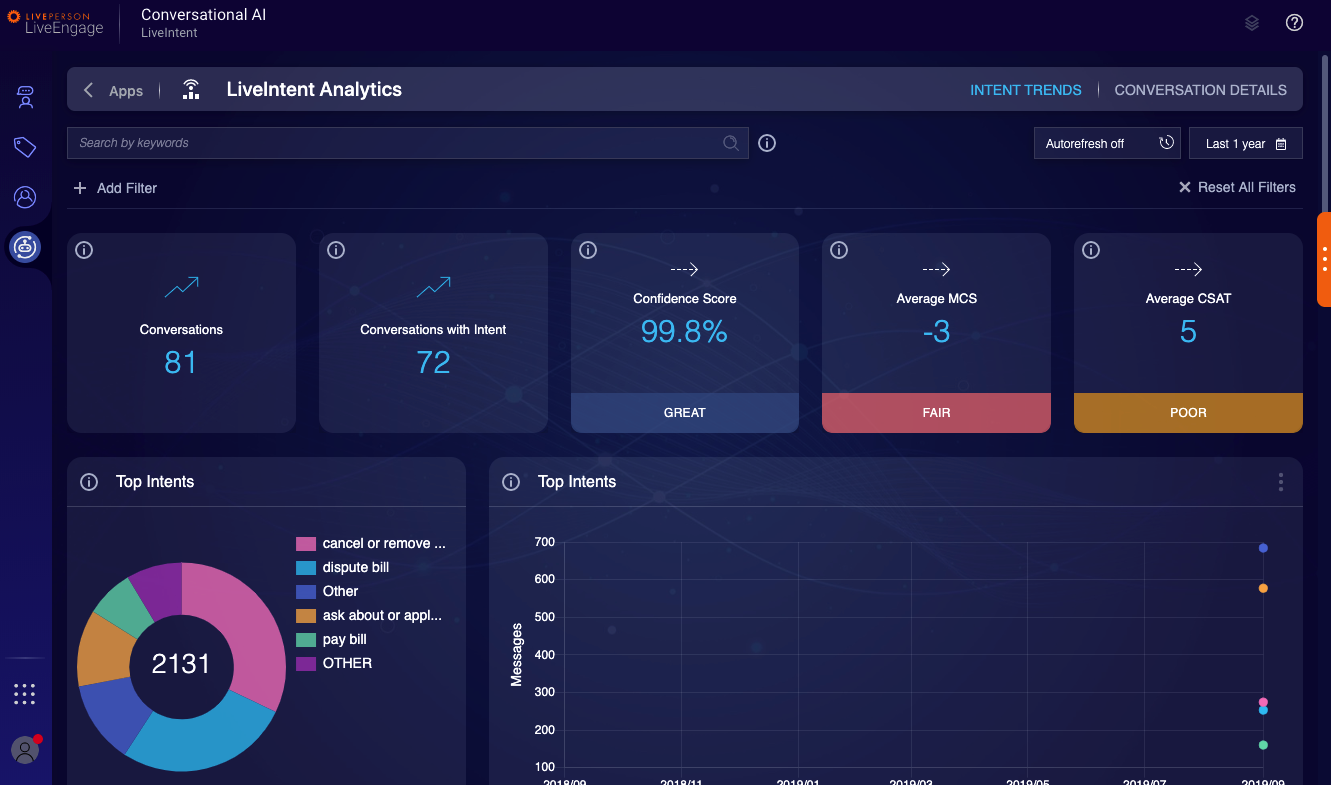 LIVEPERSON
LiveEngage
Conversational AI
LiveIntent
Apps
LiveIntent Analytics
INTENT TRENDS
CONVERSATION DETAILS
Search by keywords
Autorefresh off
Last 1 year
Add Filter
Reset All Filters
Conversations
81
Conversations with Intent
72
Confidence Score
99.8%
GREAT
Average MCS
-3
FAIR
Average CSAT
5
POOR
Top Intents
cancel or remove ...
dispute bill
Other
ask about or appl...
pay bill
OTHER
2131
Top Intents
Messages
700
600
500
400
300
200
100
2018/09
2018/11
2019/01
2019/03
2019/05
2019/07
2019/09